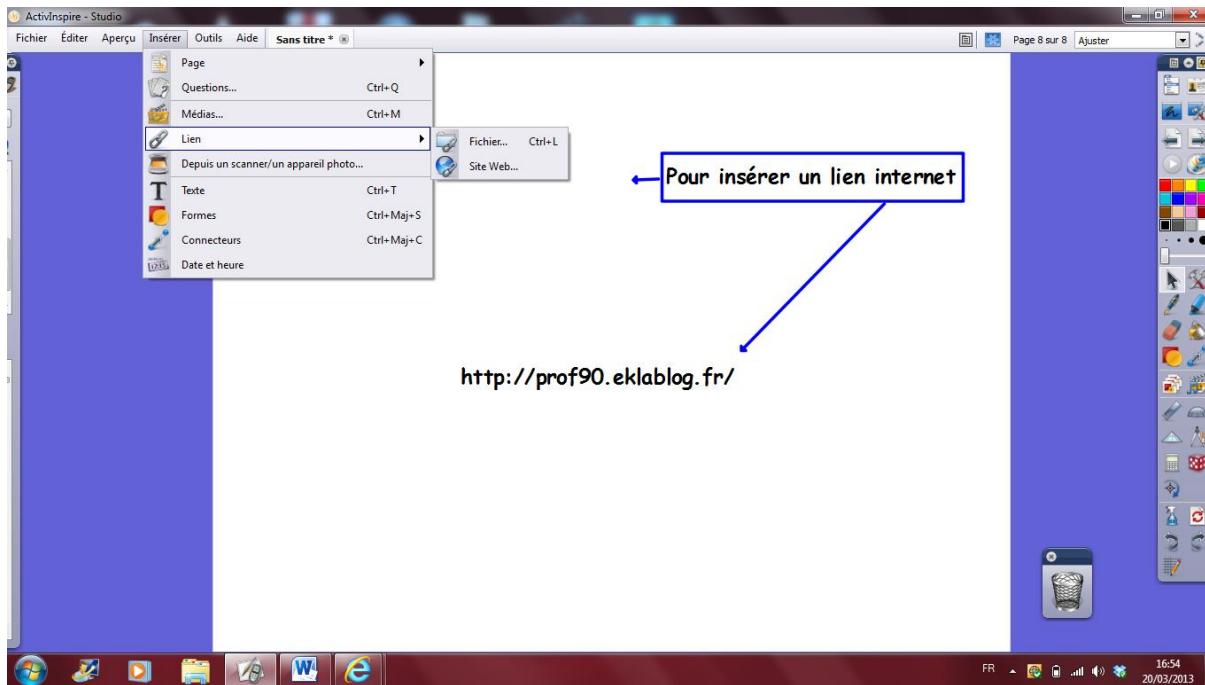 ActivInspire - Studio
Fichier Éditer Aperçu Insérer Outils Aide Sans titre * Page 8 sur 8 Ajuster
Page
Questions... Ctrl+Q
Médias... Ctrl+M
Lien
Fichier... Ctrl+L
Site Web...
Depuis un scanner/un appareil photo...
Texte Ctrl+T
Formes Ctrl+Maj+S
Connecteurs Ctrl+Maj+C
Date et heure
Pour insérer un lien internet
http://prof90.eklablog.fr/
FR
16:54
20/03/2013